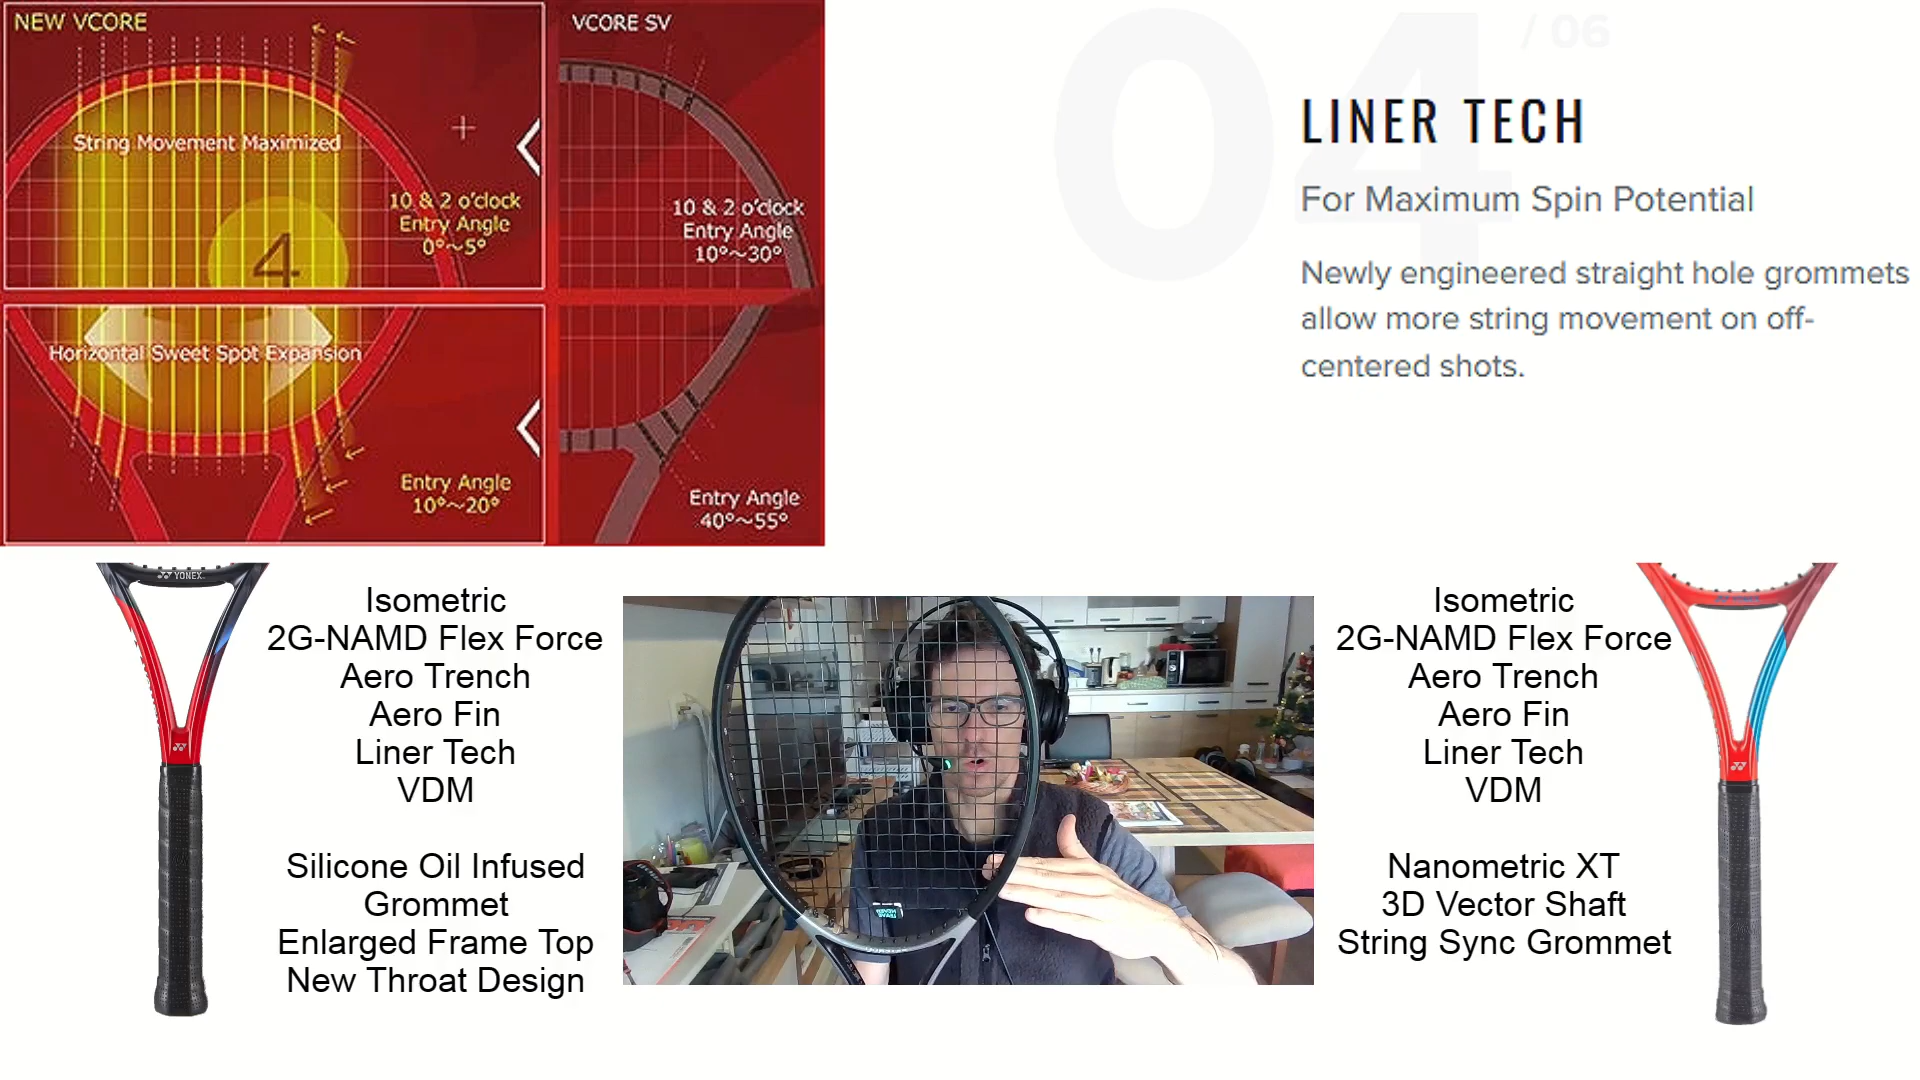 NEW VCORE
String Movement Maximized
4
10 & 2 o'clock
Entry Angle
0°~5°
Horizontal Sweet Spot Expansion
Entry Angle
10°~20°
VCORE SV
10 & 2 o'clock
Entry Angle
10°~30°
Entry Angle
40°~55°
04
/ 06
LINER TECH
For Maximum Spin Potential
Newly engineered straight hole grommets
allow more string movement on off-
centered shots.
YONEX
Isometric
2G-NAMD Flex Force
Aero Trench
Aero Fin
Liner Tech
VDM
Silicone Oil Infused
Grommet
Enlarged Frame Top
New Throat Design
Isometric
2G-NAMD Flex Force
Aero Trench
Aero Fin
Liner Tech
VDM
Nanometric XT
3D Vector Shaft
String Sync Grommet